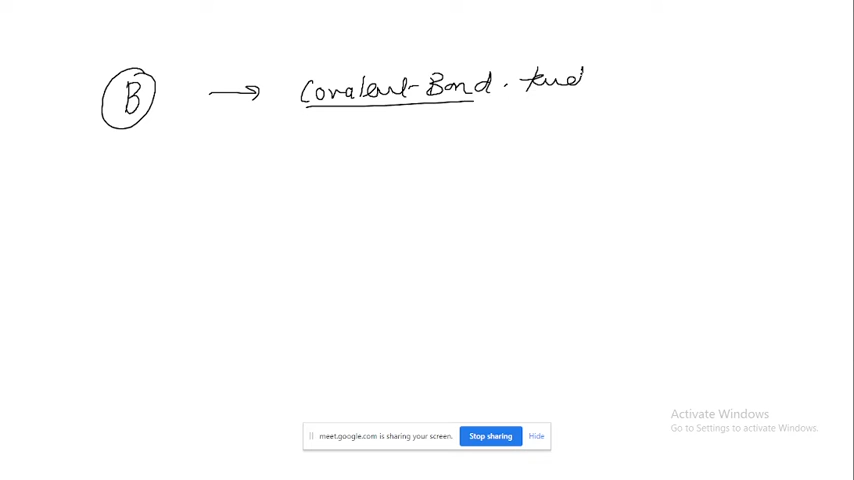 B → Covalent Bond.
meet.google.com is sharing your screen. Stop sharing Hide
Activate Windows
Go to Settings to activate Windows.